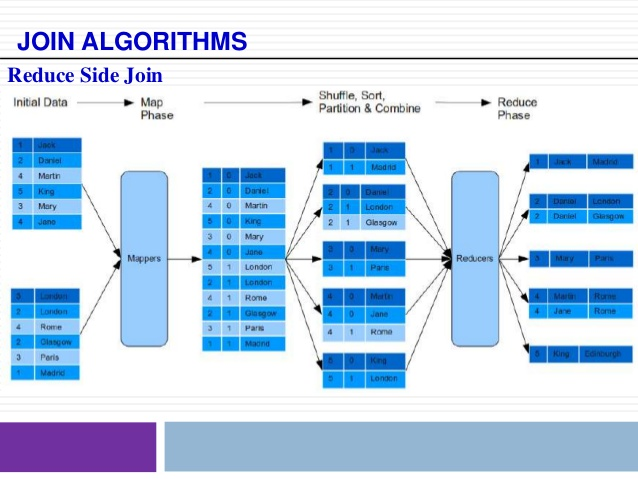 JOIN ALGORITHMS
Reduce Side Join
Initial Data
Map
Phase
Shuffle, Sort,
Partition & Combine
Reduce
Phase
1 Jack
2 Daniel
4 Martin
5 King
3 Mary
4 Jane
London
2 London
4 Rome
2 Glasgow
3 Paris
1 Madrid
Mappers
1 0 Jack
2 0 Daniel
4 0 Martin
5 0 King
3 0 Mary
4 0 Jane
5 1 London
2 1 London
4 1 Rome
2 1 Glasgow
3 1 Paris
1 1 Madrid
1 0 Jack
1 1 Madrid
2 0 Daniel
2 1 London
2 1 Glasgow
3 0 Mary
3 1 Paris
4 0 Martin
4 0 Jane
4 1 Rome
5 0 King
5 1 London
Reducers
1 Jack Madrid
2 Daniel London
2 Daniel Glasgow
3 Mary Paris
4 Martin Rome
4 Jane Rome
5 King Edinburgh